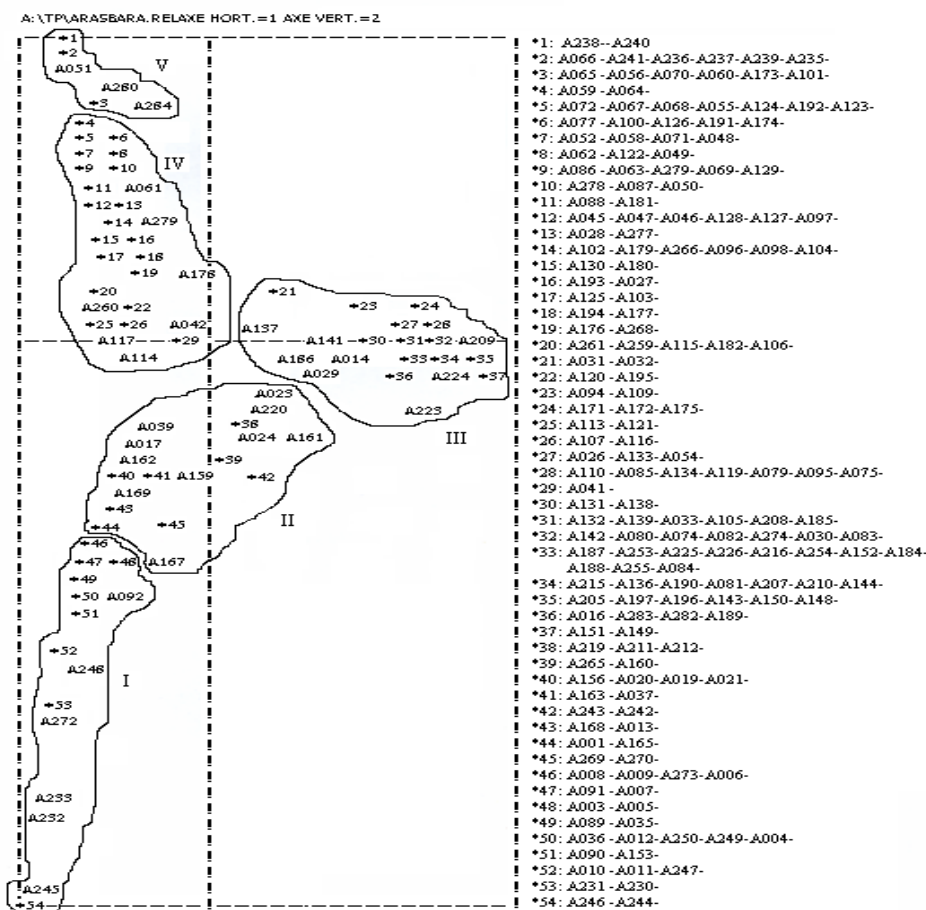 A:\TP\ARASBARA.RELAXE HORT.=1 AXE VERT.=2
*1
*2
A051
V
A280
*3
A284
*4
*5 *6
*7 *8
IV
*9 *10
*11 A061
*12 *13
*14 A279
*15 *16
*17 *18
*19 A178
*20
A260 *22
*25 *26 A042
A117 *29
A114
*21
*23 *24
A137
*27 *28
A141 *30 *31 *32 A209
A186 A014 *33 *34 *35
A029 *36 A224 *37
A223
III
A023
A220
*38
A039
A024 A161
A017
A162 *39
*40 *41 A159 *42
A169
*43
*44 *45
II
*46
*47 *48 A167
*49
*50 A092
*51
*52
A248
I
*53
A272
A233
A232
A245
*54
*1: A238--A240
*2: A066 -A241-A236-A237-A239-A235-
*3: A065 -A056-A070-A060-A173-A101-
*4: A059 -A064-
*5: A072 -A067-A068-A055-A124-A192-A123-
*6: A077 -A100-A126-A191-A174-
*7: A052 -A058-A071-A048-
*8: A062 -A122-A049-
*9: A086 -A063-A279-A069-A129-
*10: A278 -A087-A050-
*11: A088 -A181-
*12: A045 -A047-A046-A128-A127-A097-
*13: A028 -A277-
*14: A102 -A179-A266-A096-A098-A104-
*15: A130 -A180-
*16: A193 -A027-
*17: A125 -A103-
*18: A194 -A177-
*19: A176 -A268-
*20: A261 -A259-A115-A182-A106-
*21: A031 -A032-
*22: A120 -A195-
*23: A094 -A109-
*24: A171 -A172-A175-
*25: A113 -A121-
*26: A107 -A116-
*27: A026 -A133-A054-
*28: A110 -A085-A134-A119-A079-A095-A075-
*29: A041 -
*30: A131 -A138-
*31: A132 -A139-A033-A105-A208-A185-
*32: A142 -A080-A074-A082-A274-A030-A083-
*33: A187 -A253-A225-A226-A216-A254-A152-A184-
A188-A255-A084-
*34: A215 -A136-A190-A081-A207-A210-A144-
*35: A205 -A197-A196-A143-A150-A148-
*36: A016 -A283-A282-A189-
*37: A151 -A149-
*38: A219 -A211-A212-
*39: A265 -A160-
*40: A156 -A020-A019-A021-
*41: A163 -A037-
*42: A243 -A242-
*43: A168 -A013-
*44: A001 -A165-
*45: A269 -A270-
*46: A008 -A009-A273-A006-
*47: A091 -A007-
*48: A003 -A005-
*49: A089 -A035-
*50: A036 -A012-A250-A249-A004-
*51: A090 -A153-
*52: A010 -A011-A247-
*53: A231 -A230-
*54: A246 -A244-